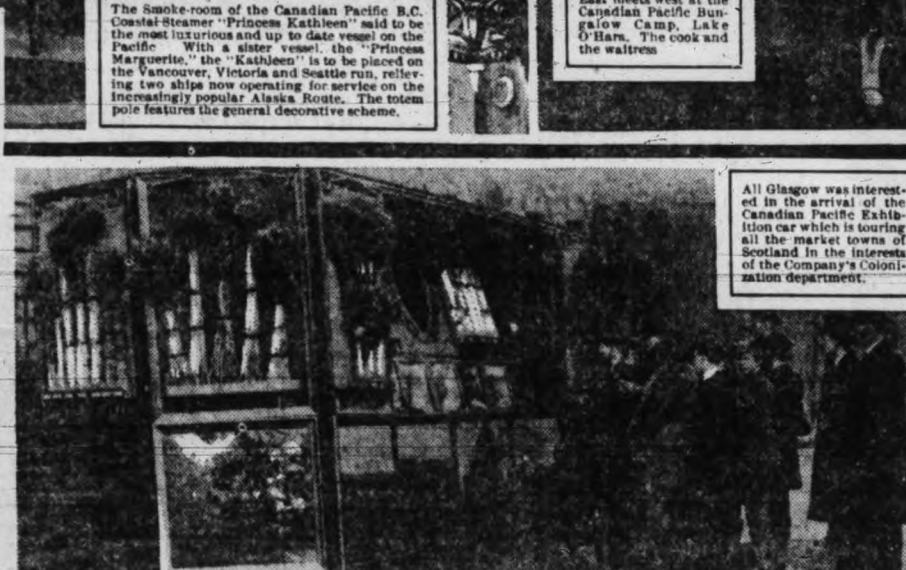 The Smoke-room of the Canadian Pacific B.C.
Coastal Steamer "Princess Kathleen" said to be
the most luxurious and up to date vessel on the
Pacific With a sister vessel, the "Princess
Marguerite," the "Kathleen" is to be placed on
the Vancouver, Victoria and Seattle run, reliev-
ing two ships now operating for service on the
increasingly popular Alaska Route. The totem
pole features the general decorative scheme.
East meets west at the
Canadian Pacific Bun-
galow Camp, Lake
O'Hara. The cook and
the waitress
All Glasgow was interest-
ed in the arrival of the
Canadian Pacific Exhib-
ition car which is touring
all the market towns of
Scotland in the interests
of the Company's Coloni-
zation department.